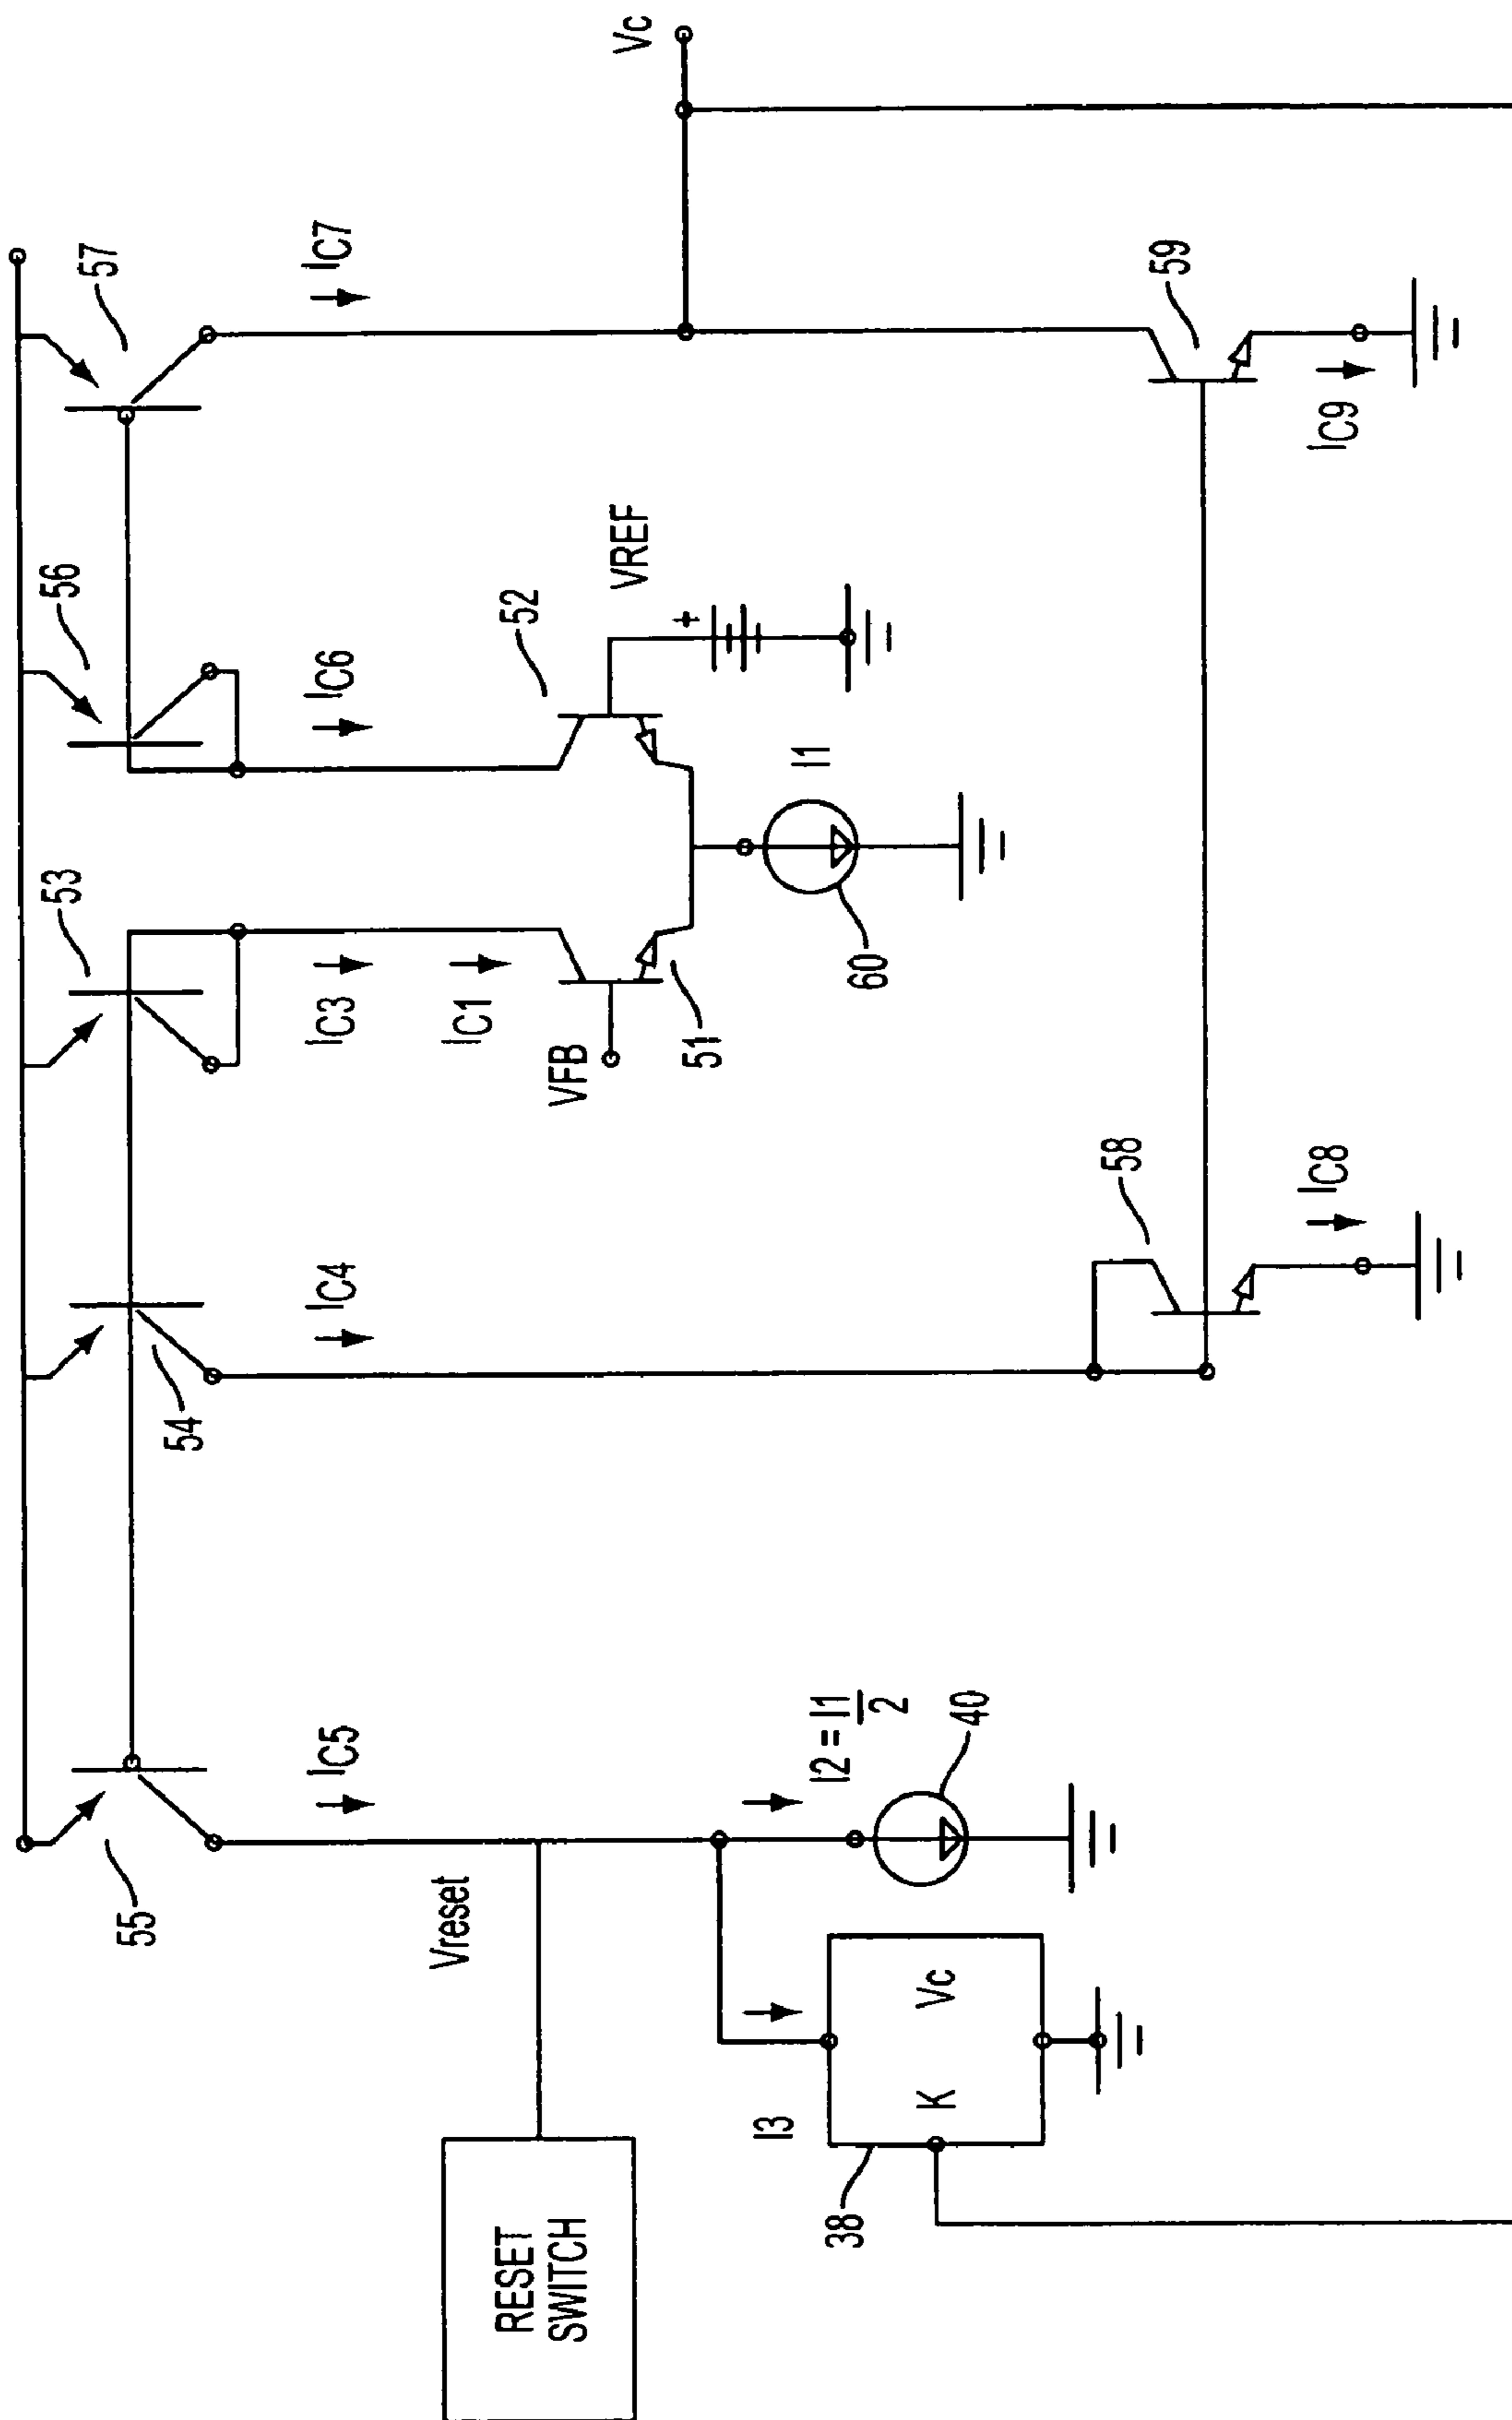 53
56
57
55
54
IC5
IC4
IC3
IC6
IC7
Vreset
IC1
RESET
SWITCH
52
VFB
VREF
Vc
51
I3
I2 = I1/2
I1
38
60
K Vc
40
58
59
IC8
IC9
+